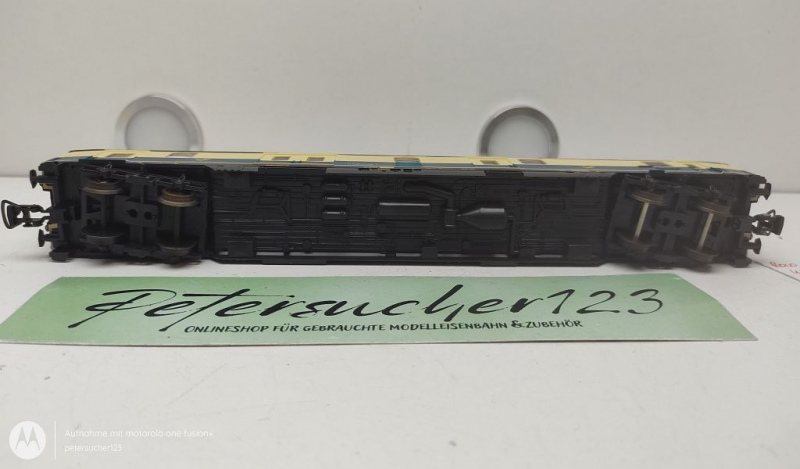 Petersucher123
ONLINESHOP FÜR GEBRAUCHTE MODELLEISENBAHN & ZUBEHÖR
Aufnahme mit motorola one fusion+
petersucher123